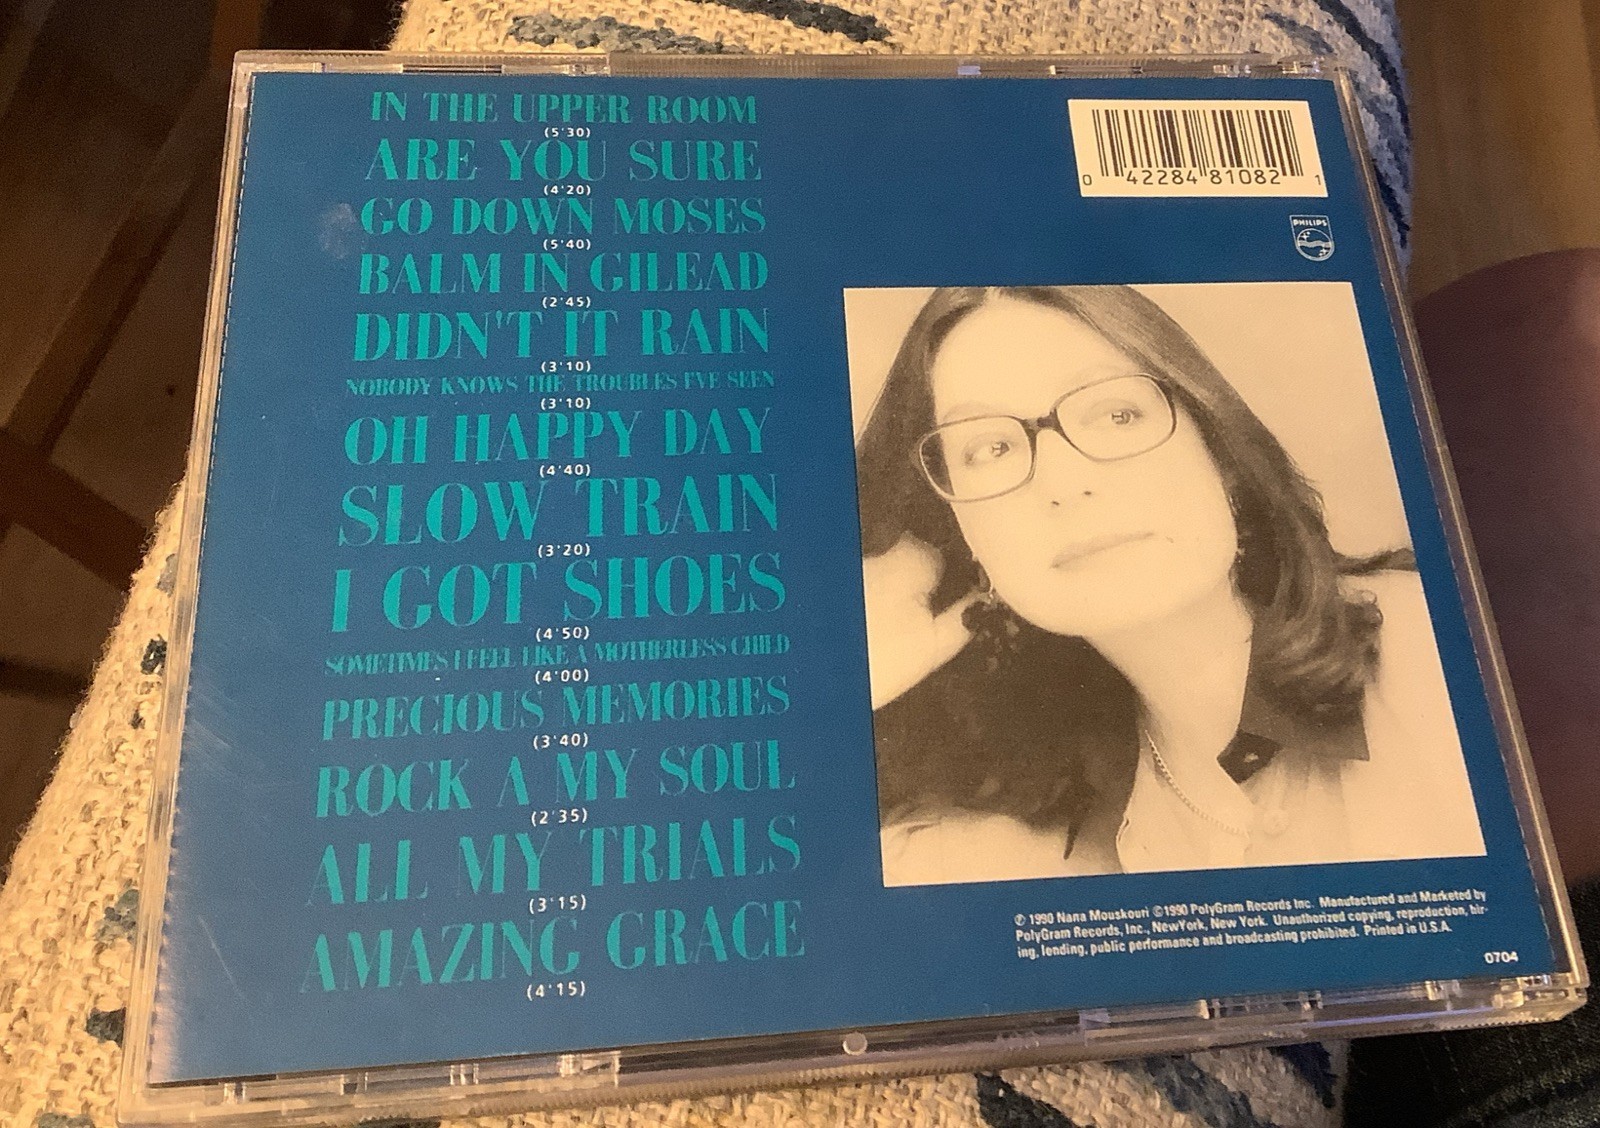 IN THE UPPER ROOM
(5'30)
ARE YOU SURE
(4'20)
GO DOWN MOSES
(5'40)
BALM IN GILEAD
(2'45)
DIDN'T IT RAIN
(3'10)
NOBODY KNOWS THE TROUBLES I'VE SEEN
(3'10)
OH HAPPY DAY
(4'40)
SLOW TRAIN
(3'20)
I GOT SHOES
(4'50)
SOMETIMES I FEEL LIKE A MOTHERLESS CHILD
(4'00)
PRECIOUS MEMORIES
(3'40)
ROCK A MY SOUL
(2'35)
ALL MY TRIALS
(3'15)
AMAZING GRACE
(4'15)
0 42284 81082 1
PHILIPS
℗ 1990 Nana Mouskouri ©1990 PolyGram Records Inc. Manufactured and Marketed by
PolyGram Records, Inc., NewYork, New York. Unauthorized copying, reproduction, hir-
ing, lending, public performance and broadcasting prohibited. Printed in U.S.A.
0704